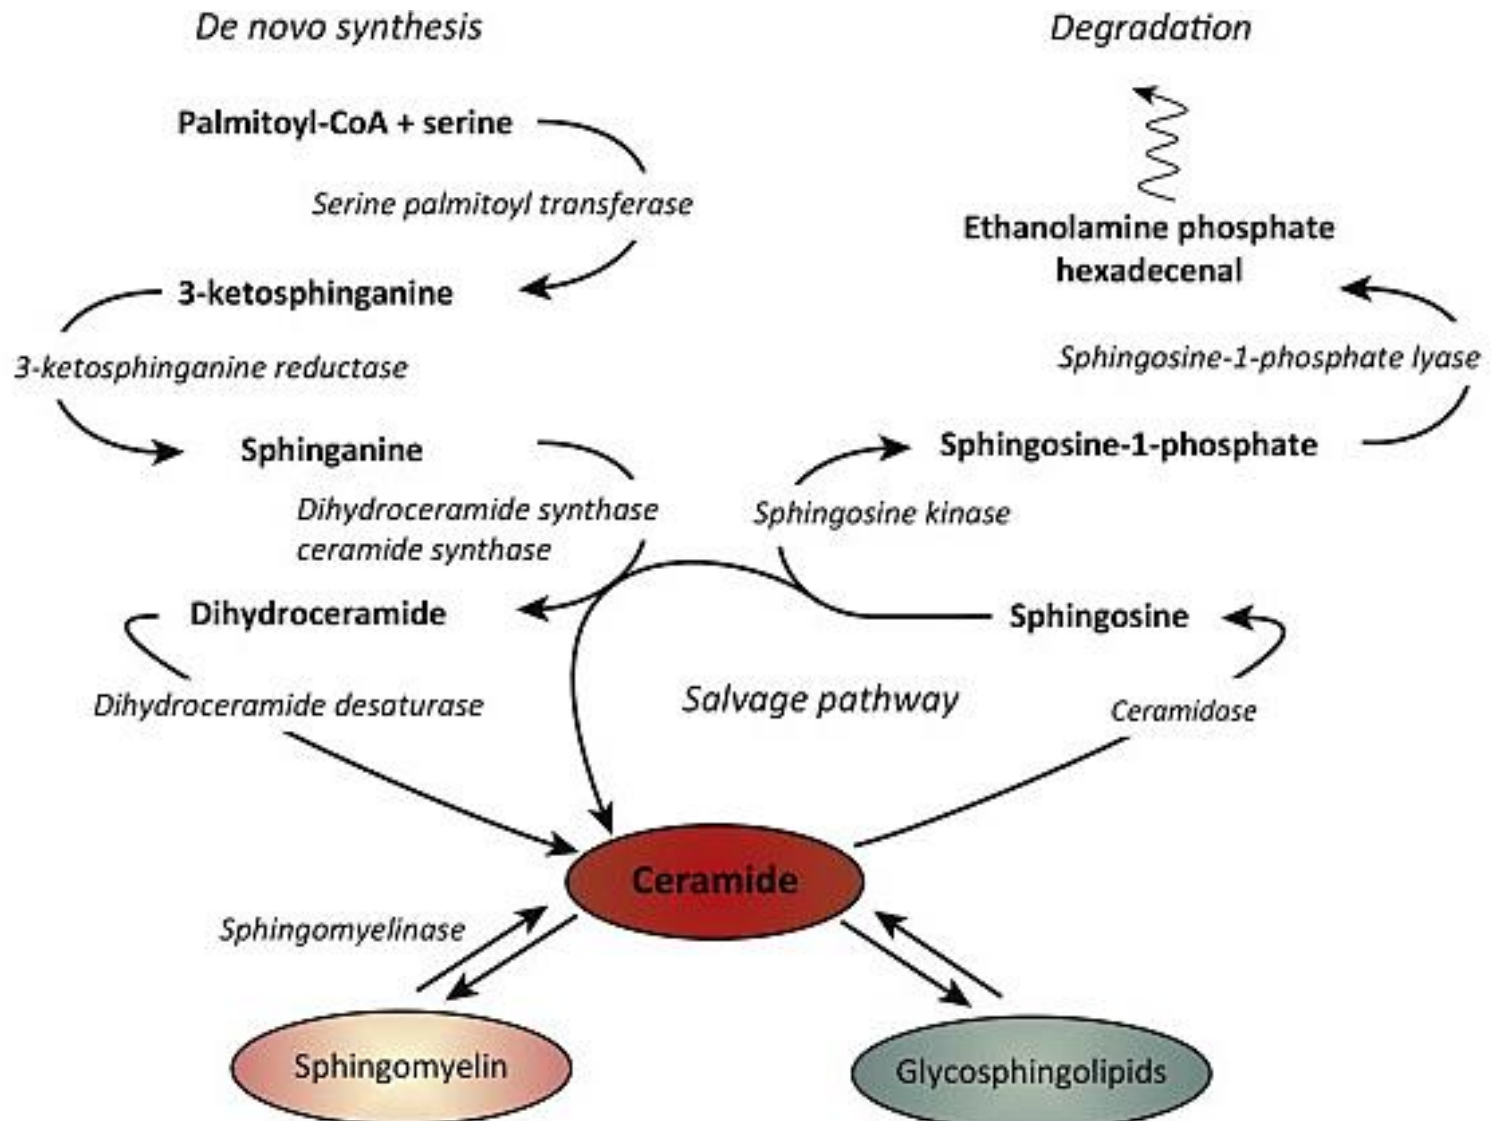 De novo synthesis
Degradation
Palmitoyl-CoA + serine
Serine palmitoyl transferase
Ethanolamine phosphate
hexadecenal
3-ketosphinganine
3-ketosphinganine reductase
Sphingosine-1-phosphate lyase
Sphinganine
Sphingosine-1-phosphate
Dihydroceramide synthase
ceramide synthase
Sphingosine kinase
Dihydroceramide
Sphingosine
Dihydroceramide desaturase
Salvage pathway
Ceramidase
Ceramide
Sphingomyelinase
Sphingomyelin
Glycosphingolipids